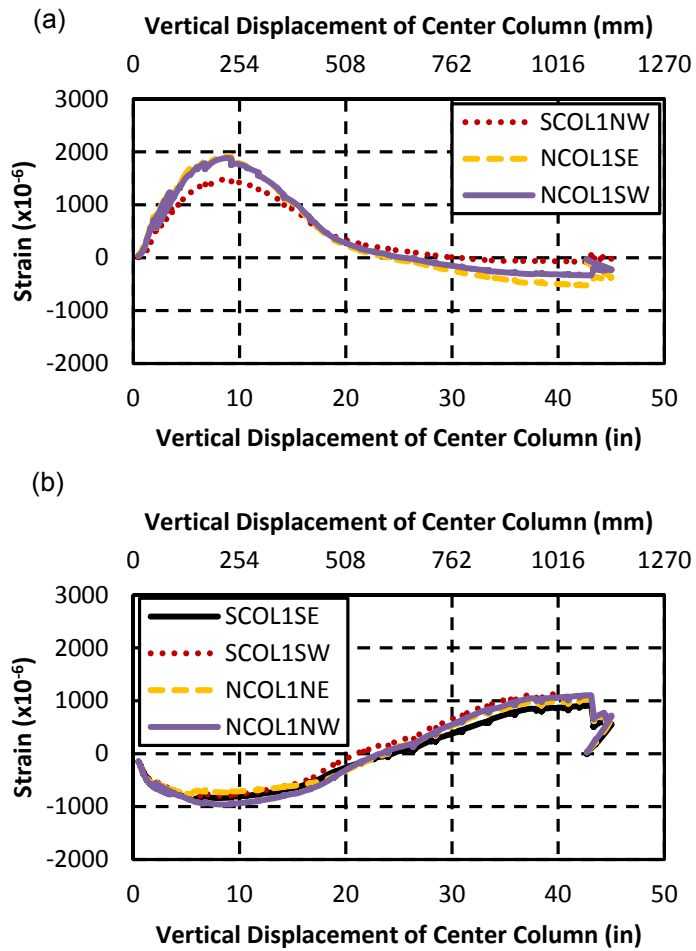 (a)
Vertical Displacement of Center Column (mm)
0 254 508 762 1016 1270
3000
2000
1000
0
-1000
-2000
Strain (x10-6)
SCOL1NW
NCOL1SE
NCOL1SW
0 10 20 30 40 50
Vertical Displacement of Center Column (in)
(b)
Vertical Displacement of Center Column (mm)
0 254 508 762 1016 1270
3000
2000
1000
0
-1000
-2000
Strain (x10-6)
SCOL1SE
SCOL1SW
NCOL1NE
NCOL1NW
0 10 20 30 40 50
Vertical Displacement of Center Column (in)